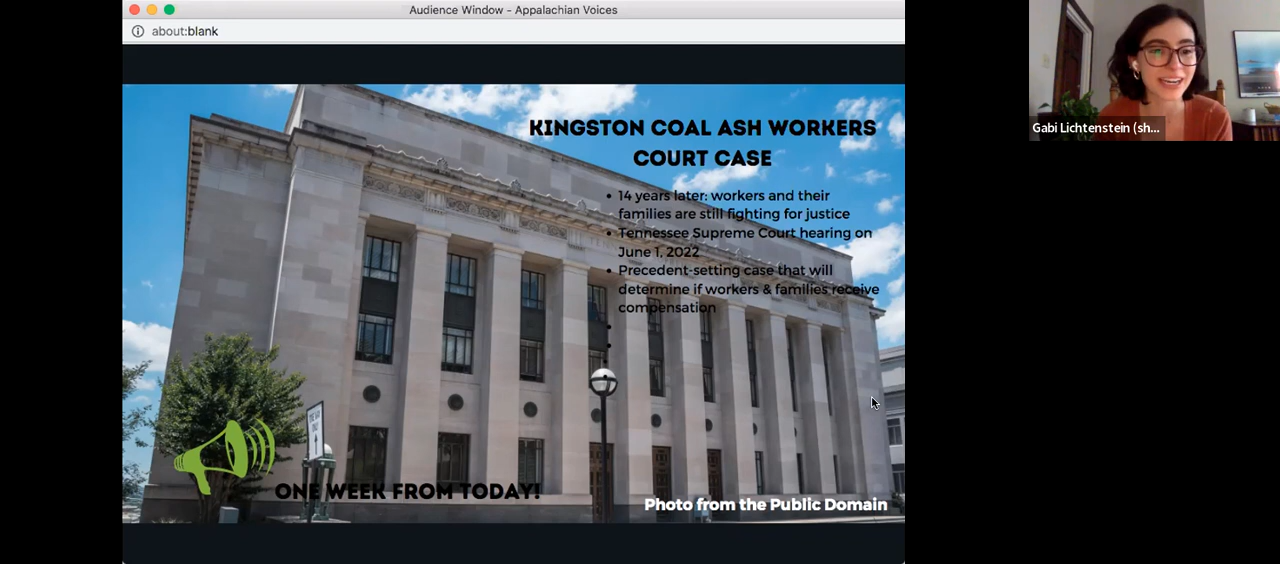 Audience Window - Appalachian Voices
about:blank
KINGSTON COAL ASH WORKERS
COURT CASE
• 14 years later: workers and their
families are still fighting for justice
• Tennessee Supreme Court hearing on
June 1, 2022
• Precedent-setting case that will
determine if workers & families receive
compensation
•
•
ONE WEEK FROM TODAY!
Photo from the Public Domain
Gabi Lichtenstein (sh...